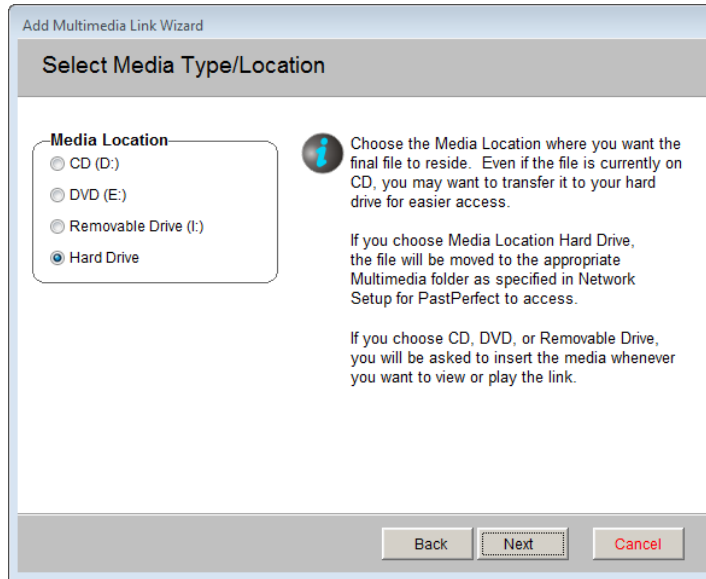 Add Multimedia Link Wizard
Select Media Type/Location
Media Location
CD (D:)
DVD (E:)
Removable Drive (I:)
Hard Drive
Choose the Media Location where you want the
final file to reside.  Even if the file is currently on
CD, you may want to transfer it to your hard
drive for easier access.
If you choose Media Location Hard Drive,
the file will be moved to the appropriate
Multimedia folder as specified in Network
Setup for PastPerfect to access.
If you choose CD, DVD, or Removable Drive,
you will be asked to insert the media whenever
you want to view or play the link.
Back
Next
Cancel